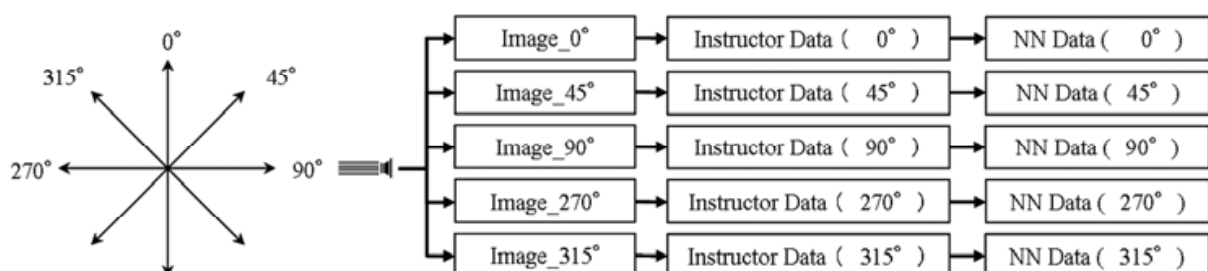 0°
45°
90°
270°
315°
Image_0°
Instructor Data ( 0° )
NN Data ( 0° )
Image_45°
Instructor Data ( 45° )
NN Data ( 45° )
Image_90°
Instructor Data ( 90° )
NN Data ( 90° )
Image_270°
Instructor Data ( 270° )
NN Data ( 270° )
Image_315°
Instructor Data ( 315° )
NN Data ( 315° )